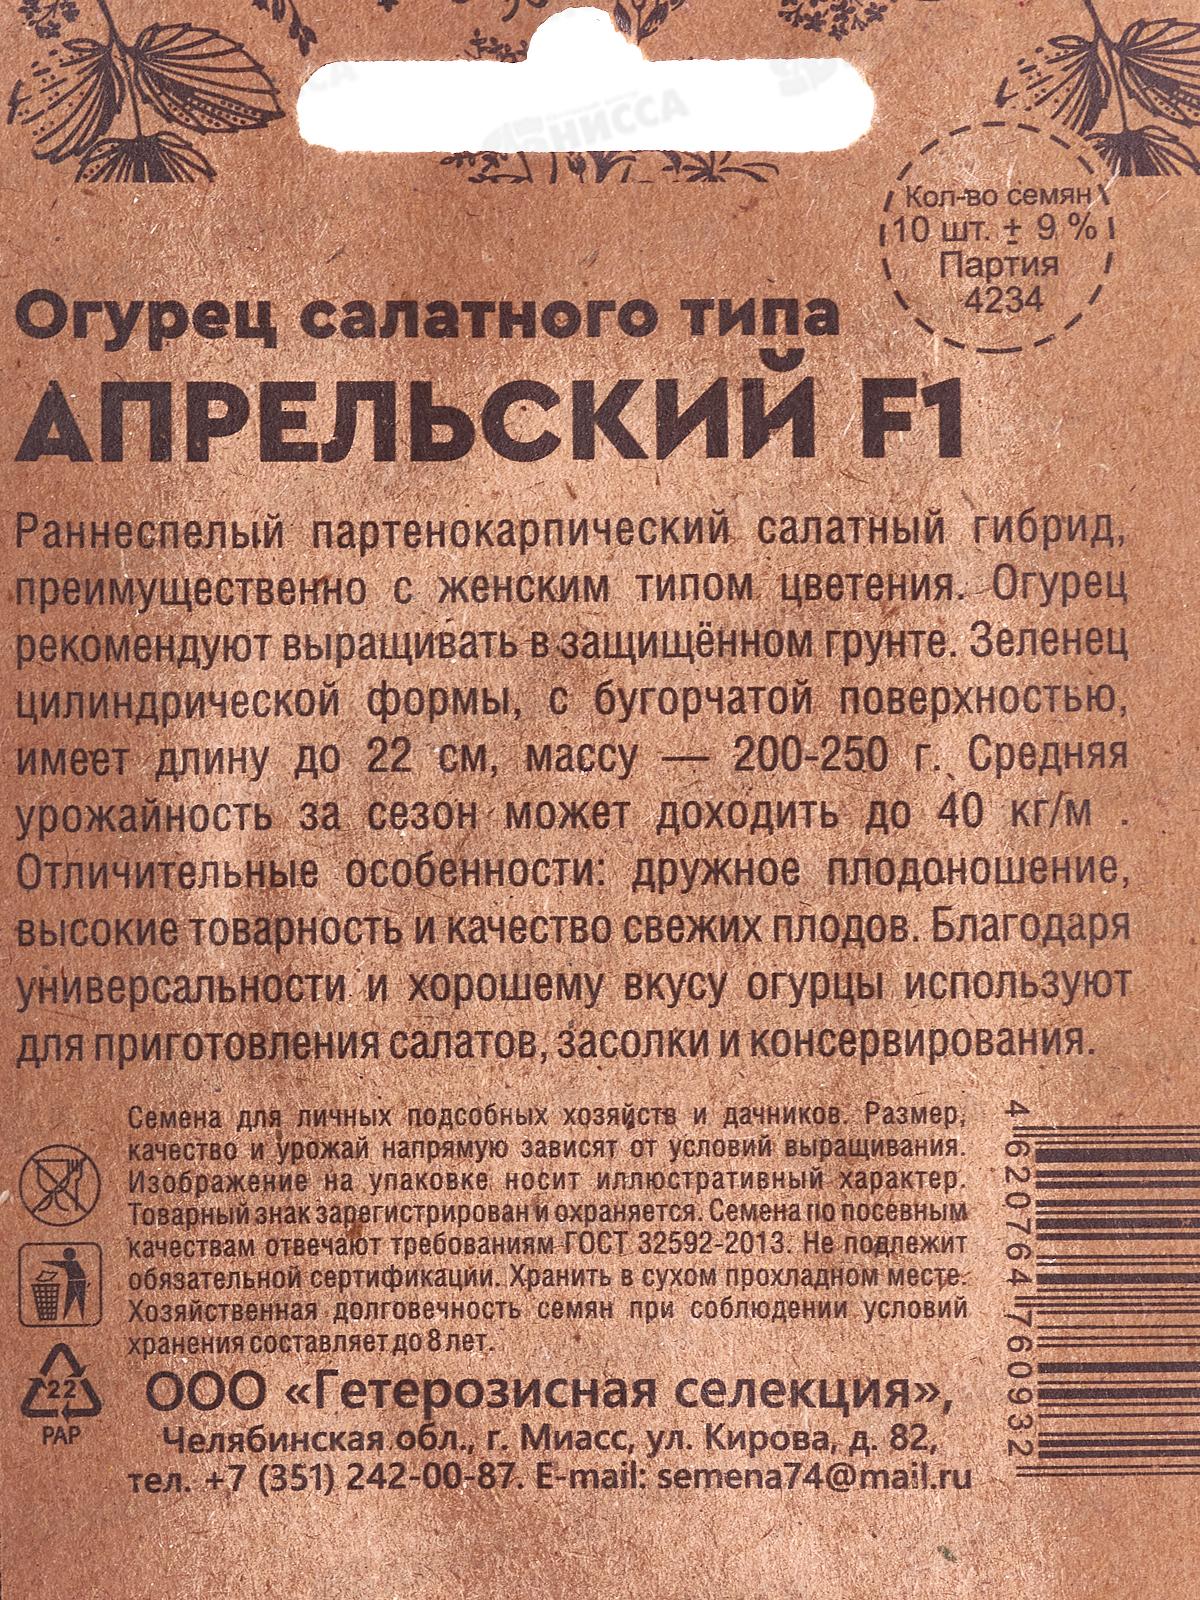 БНИССА
Кол-во семян
10 шт. ± 9 %
Партия
4234
Огурец салатного типа
АПРЕЛЬСКИЙ F1
Раннеспелый партенокарпический салатный гибрид,
преимущественно с женским типом цветения. Огурец
рекомендуют выращивать в защищённом грунте. Зеленец
цилиндрической формы, с бугорчатой поверхностью,
имеет длину до 22 см, массу — 200-250 г. Средняя
урожайность за сезон может доходить до 40 кг/м .
Отличительные особенности: дружное плодоношение,
высокие товарность и качество свежих плодов. Благодаря
универсальности и хорошему вкусу огурцы используют
для приготовления салатов, засолки и консервирования.
Семена для личных подсобных хозяйств и дачников. Размер,
качество и урожай напрямую зависят от условий выращивания.
Изображение на упаковке носит иллюстративный характер.
Товарный знак зарегистрирован и охраняется. Семена по посевным
качествам отвечают требованиям ГОСТ 32592-2013. Не подлежит
обязательной сертификации. Хранить в сухом прохладном месте.
Хозяйственная долговечность семян при соблюдении условий
хранения составляет до 8 лет.
22
PAP
ООО «Гетерозисная селекция»,
Челябинская обл., г. Миасс, ул. Кирова, д. 82,
тел. +7 (351) 242-00-87. E-mail: semena74@mail.ru
4 620764 760932